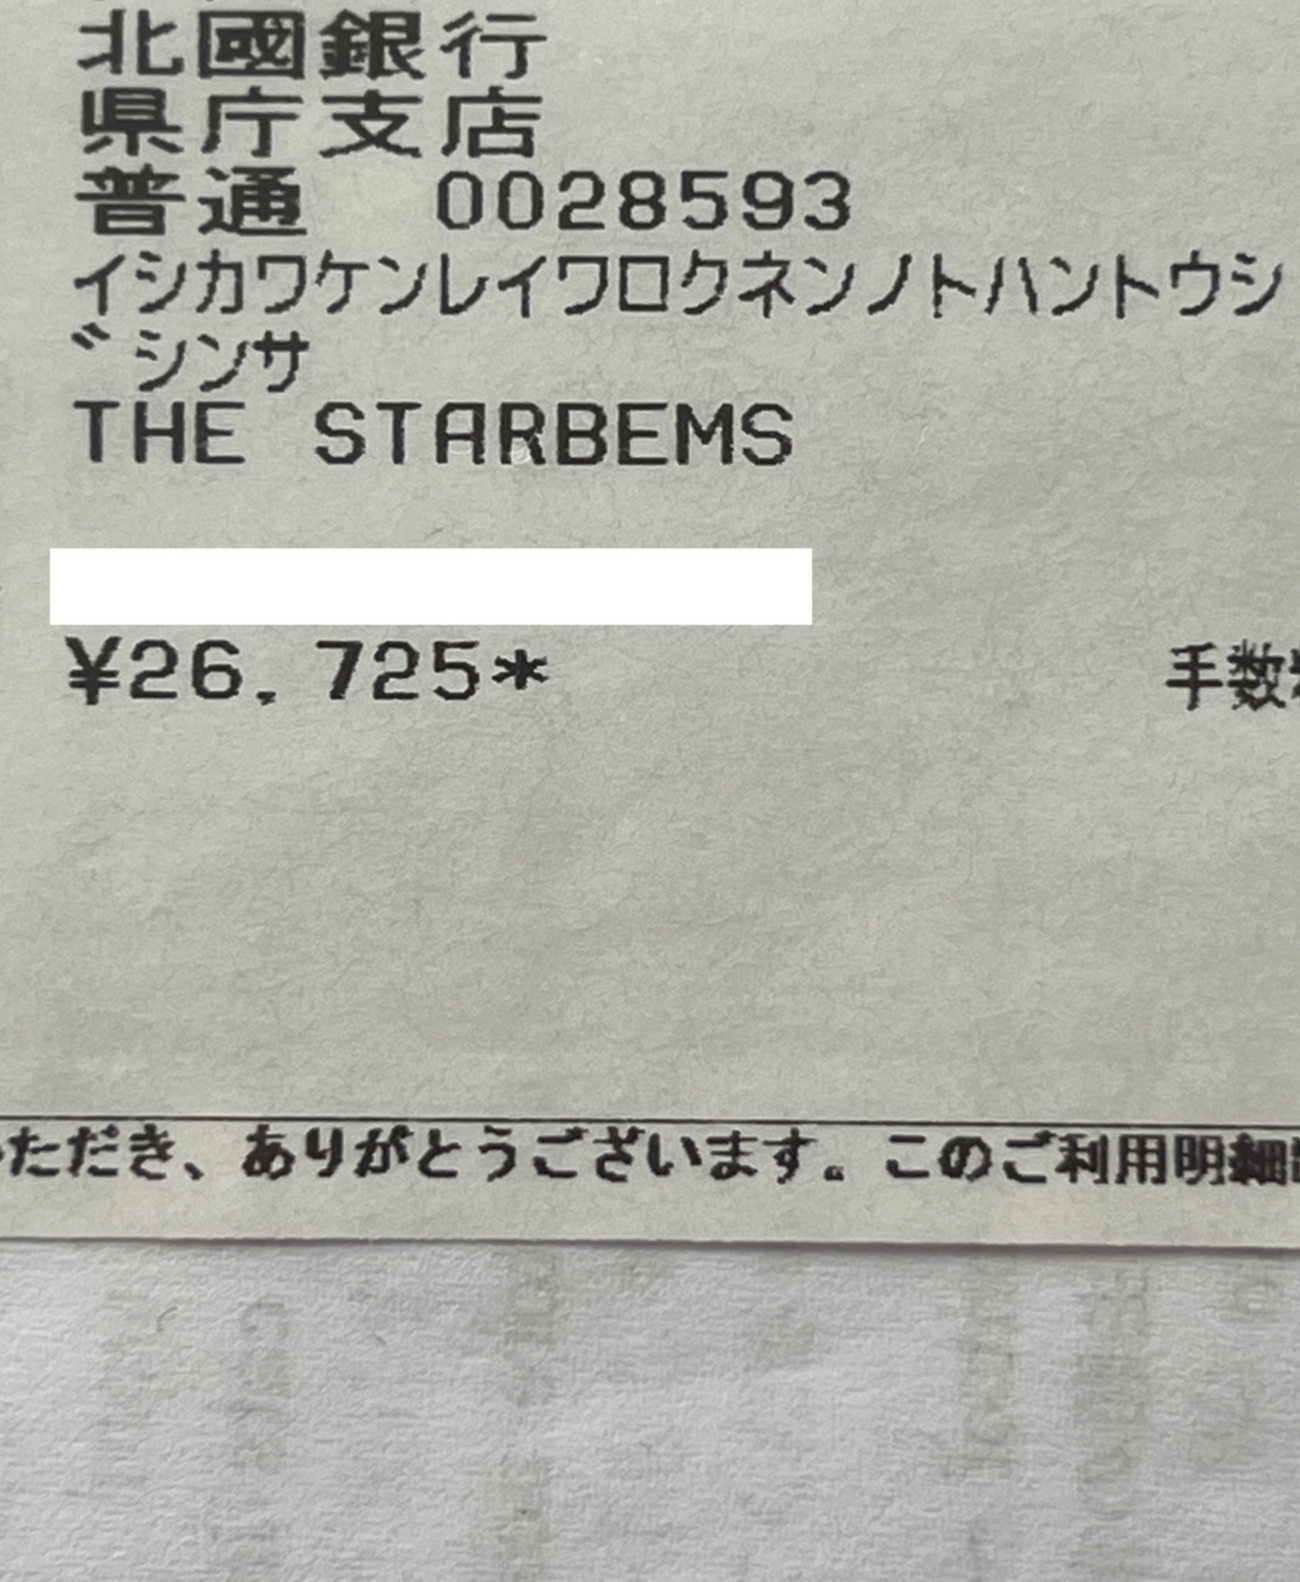 北國銀行
県庁支店
普通 0028593
イシカワケンレイワロクネンノトハントウシ
゛シンサ
THE STARBEMS
¥26,725*
手数
ただき、ありがとうございます。このご利用明細